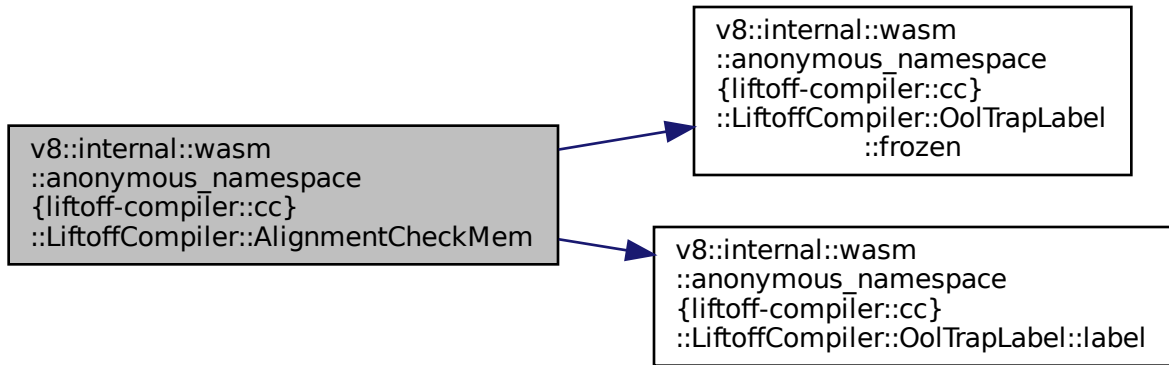 v8::internal::wasm
::anonymous_namespace
{liftoff-compiler::cc}
::LiftoffCompiler::AlignmentCheckMem
v8::internal::wasm
::anonymous_namespace
{liftoff-compiler::cc}
::LiftoffCompiler::OolTrapLabel
::frozen
v8::internal::wasm
::anonymous_namespace
{liftoff-compiler::cc}
::LiftoffCompiler::OolTrapLabel::label